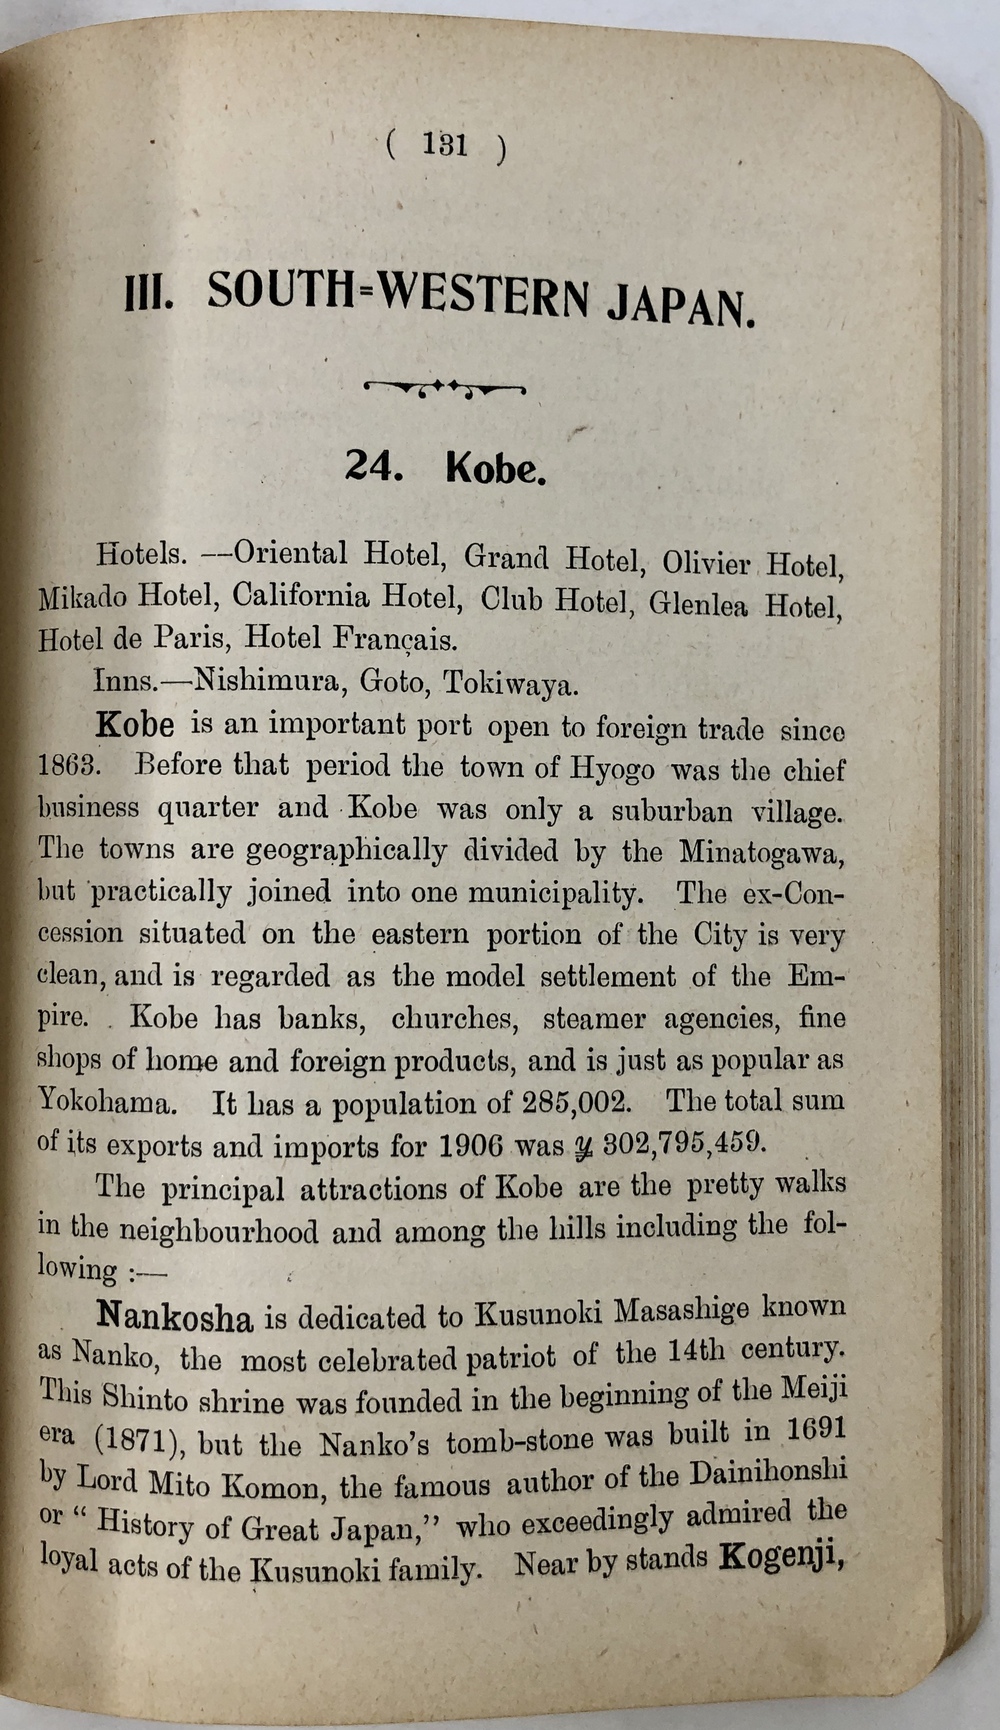 ( 131 )
III. SOUTH=WESTERN JAPAN.
24. Kobe.
Hotels. —Oriental Hotel, Grand Hotel, Olivier Hotel,
Mikado Hotel, California Hotel, Club Hotel, Glenlea Hotel,
Hotel de Paris, Hotel Français.
Inns.—Nishimura, Goto, Tokiwaya.
Kobe is an important port open to foreign trade since
1863. Before that period the town of Hyogo was the chief
business quarter and Kobe was only a suburban village.
The towns are geographically divided by the Minatogawa,
but practically joined into one municipality. The ex-Con-
cession situated on the eastern portion of the City is very
clean, and is regarded as the model settlement of the Em-
pire. Kobe has banks, churches, steamer agencies, fine
shops of home and foreign products, and is just as popular as
Yokohama. It has a population of 285,002. The total sum
of its exports and imports for 1906 was ¥ 302,795,459.
The principal attractions of Kobe are the pretty walks
in the neighbourhood and among the hills including the fol-
lowing :—
Nankosha is dedicated to Kusunoki Masashige known
as Nanko, the most celebrated patriot of the 14th century.
This Shinto shrine was founded in the beginning of the Meiji
era (1871), but the Nanko's tomb-stone was built in 1691
by Lord Mito Komon, the famous author of the Dainihonshi
or “ History of Great Japan,” who exceedingly admired the
loyal acts of the Kusunoki family. Near by stands Kogenji,